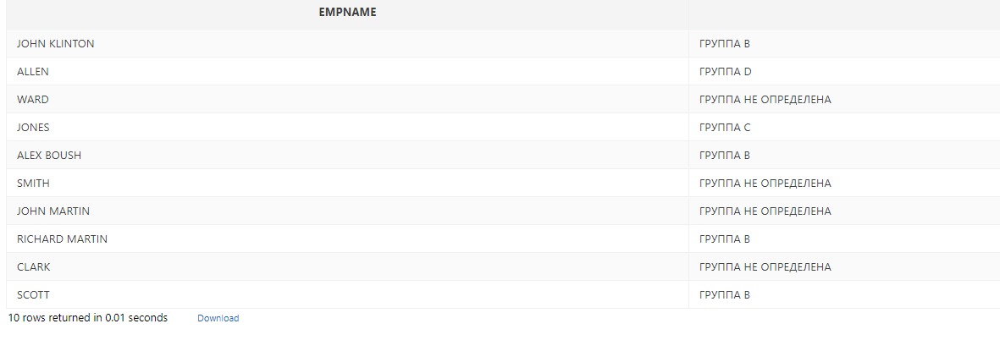 EMPNAME
JOHN KLINTON ГРУППА B
ALLEN ГРУППА D
WARD ГРУППА НЕ ОПРЕДЕЛЕНА
JONES ГРУППА C
ALEX BOUSH ГРУППА B
SMITH ГРУППА НЕ ОПРЕДЕЛЕНА
JOHN MARTIN ГРУППА НЕ ОПРЕДЕЛЕНА
RICHARD MARTIN ГРУППА B
CLARK ГРУППА НЕ ОПРЕДЕЛЕНА
SCOTT ГРУППА B
10 rows returned in 0.01 seconds Download